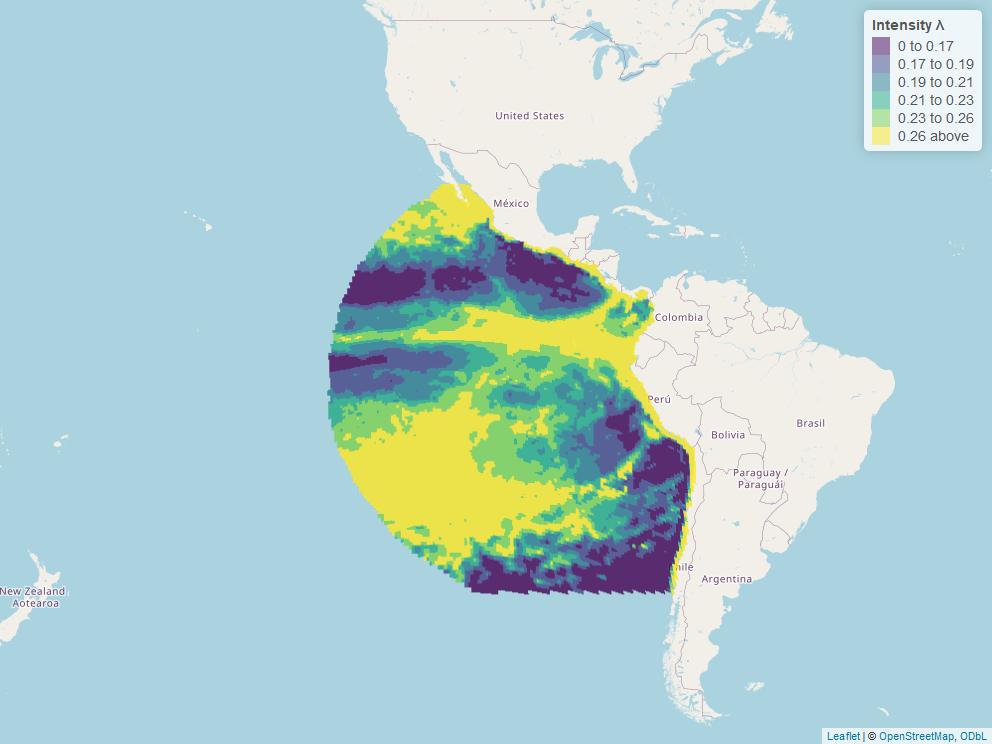 Intensity λ
0 to 0.17
0.17 to 0.19
0.19 to 0.21
0.21 to 0.23
0.23 to 0.26
0.26 above
United States
México
Colombia
Perú
Brasil
Bolivia
Paraguay /
Paraguái
hile
Argentina
New Zealand
Aotearoa
Leaflet | © OpenStreetMap, ODbL